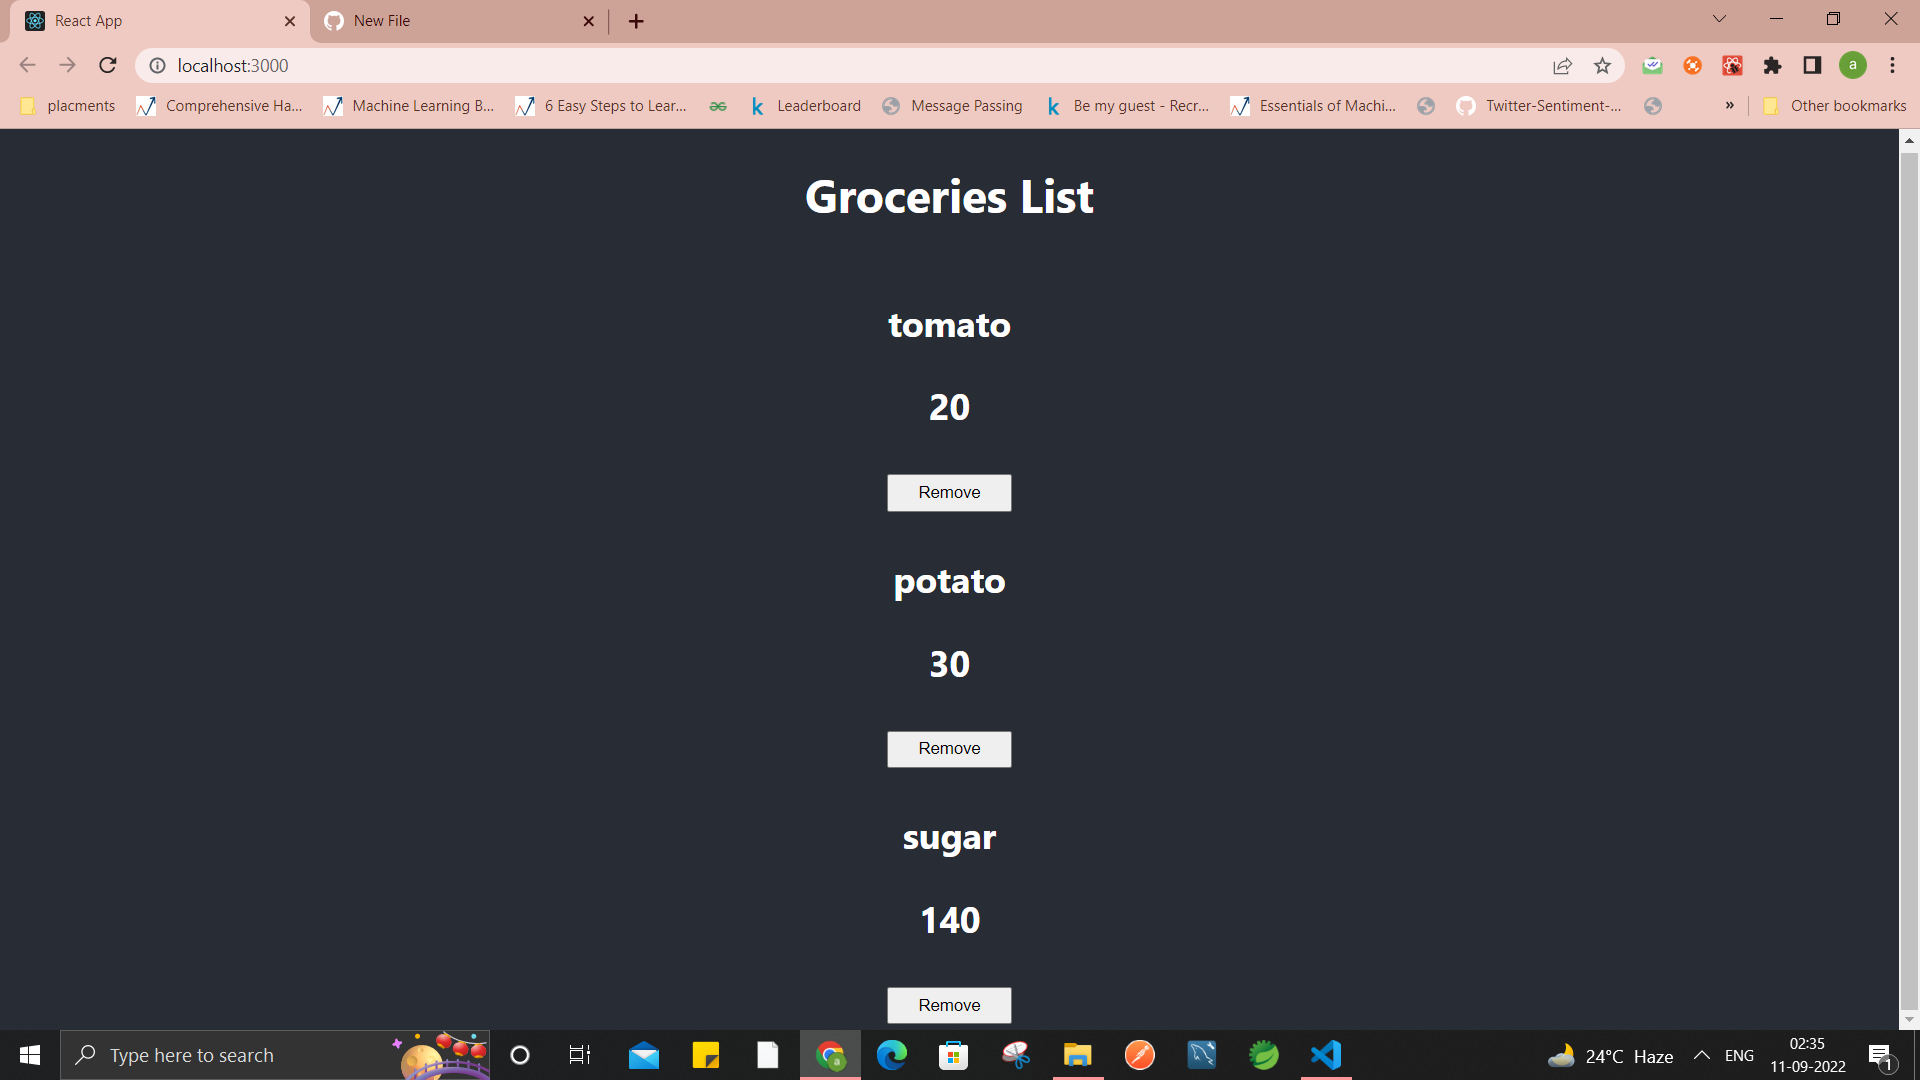 React App
New File
localhost:3000
a
placments
Comprehensive Ha...
Machine Learning B...
6 Easy Steps to Lear...
Leaderboard
Message Passing
Be my guest - Recr...
Essentials of Machi...
Twitter-Sentiment-...
»
Other bookmarks
Groceries List
tomato
20
Remove
potato
30
Remove
sugar
140
Remove
Type here to search
24°C Haze
ENG
02:35
11-09-2022
1